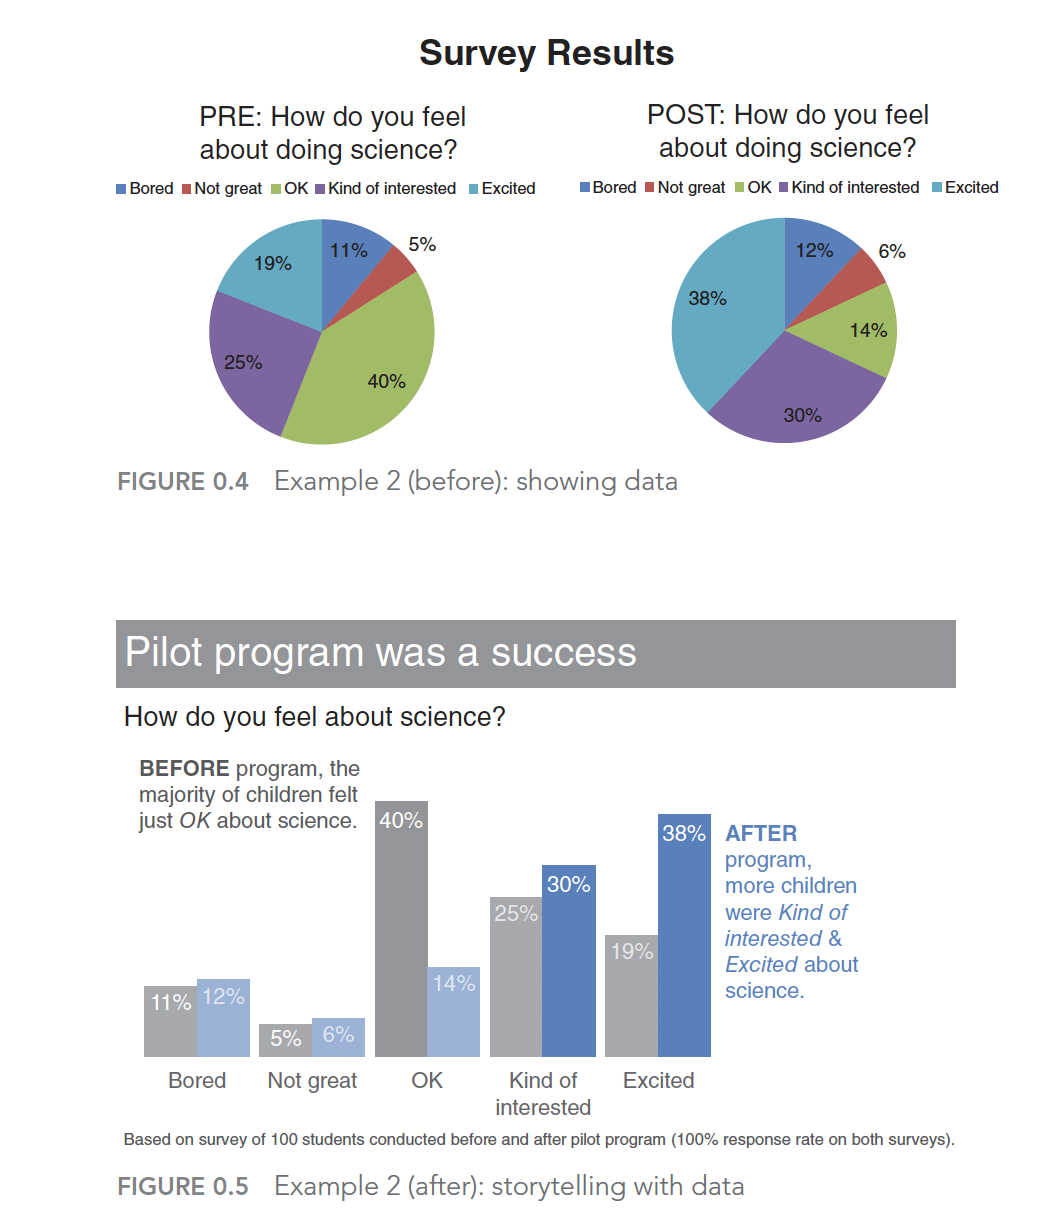 Survey Results
PRE: How do you feel
about doing science?
Bored Not great OK Kind of interested Excited
11%
5%
40%
25%
19%
POST: How do you feel
about doing science?
Bored Not great OK Kind of interested Excited
12%
6%
14%
30%
38%
FIGURE 0.4 Example 2 (before): showing data
Pilot program was a success
How do you feel about science?
BEFORE program, the
majority of children felt
just OK about science.
11% 12%
5% 6%
40% 14%
25% 30%
19% 38%
AFTER
program,
more children
were Kind of
interested &
Excited about
science.
Bored Not great OK Kind of
interested Excited
Based on survey of 100 students conducted before and after pilot program (100% response rate on both surveys).
FIGURE 0.5 Example 2 (after): storytelling with data